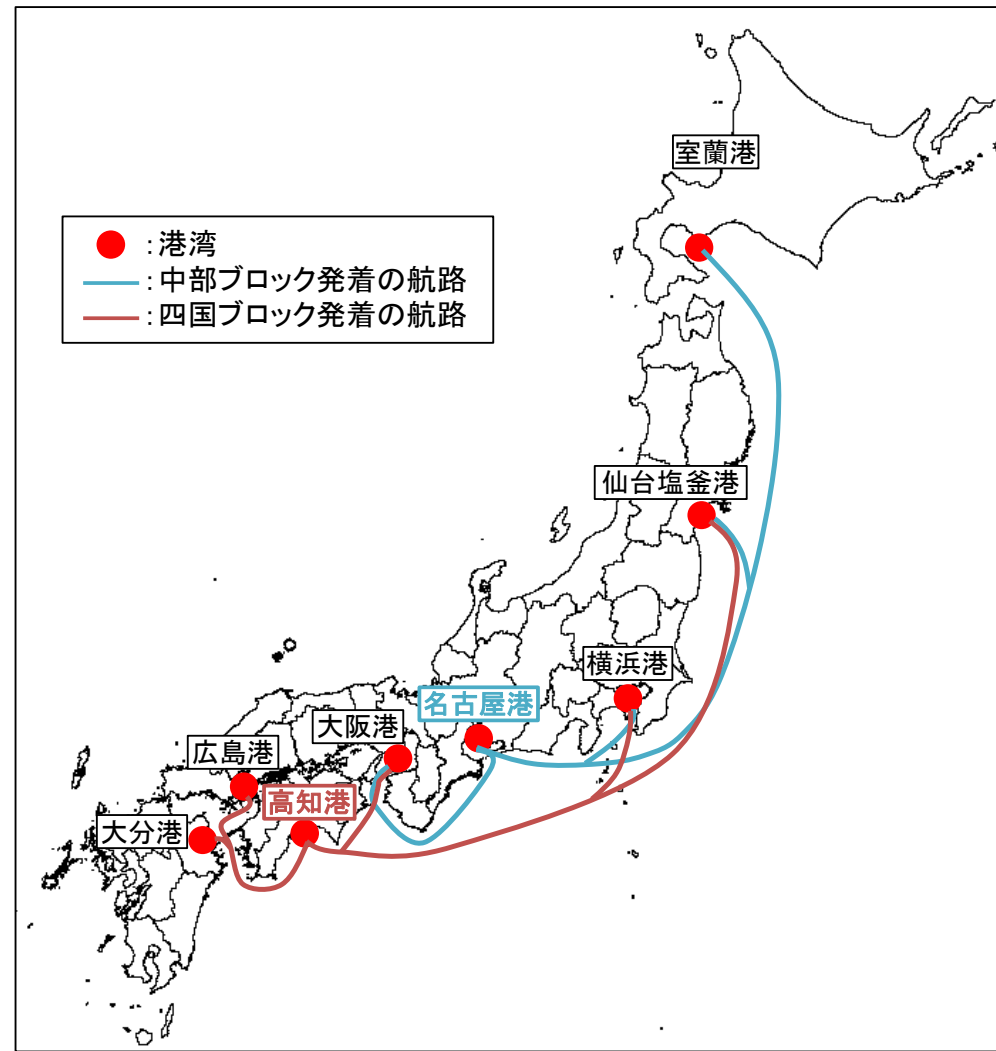 室蘭港
：港湾
：中部ブロック発着の航路
：四国ブロック発着の航路
仙台塩釜港
横浜港
名古屋港
大阪港
広島港
高知港
大分港